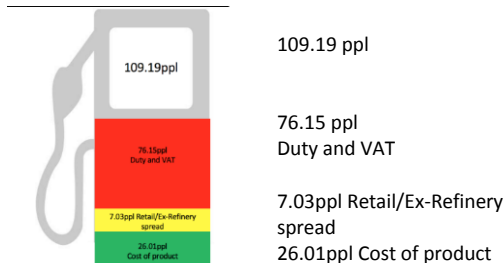 109.19ppl
76.15ppl
Duty and VAT
7.03ppl Retail/Ex-Refinery
spread
26.01ppl
Cost of product
109.19 ppl
76.15 ppl
Duty and VAT
7.03ppl Retail/Ex-Refinery
spread
26.01ppl Cost of product